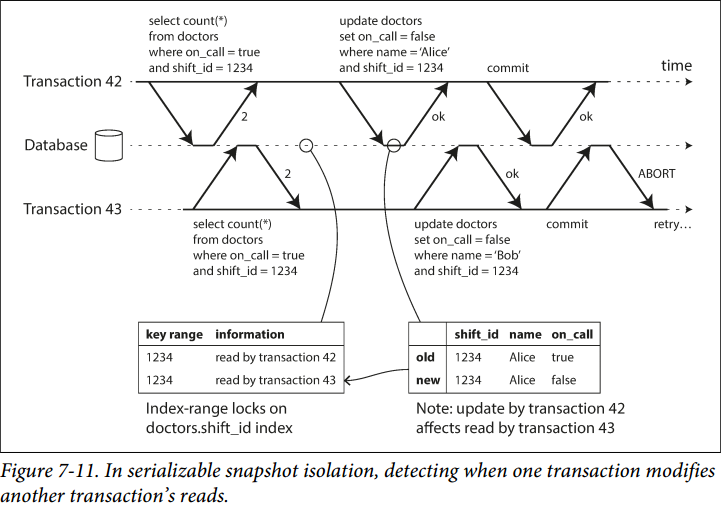 select count(*)
from doctors
where on_call = true
and shift_id = 1234
update doctors
set on_call = false
where name = ‘Alice’
and shift_id = 1234
commit
time
Transaction 42
2
ok
ok
Database
2
ok
ABORT
Transaction 43
select count(*)
from doctors
where on_call = true
and shift_id = 1234
update doctors
set on_call = false
where name = ‘Bob’
and shift_id = 1234
commit
retry…
key range information
1234 read by transaction 42
1234 read by transaction 43
Index-range locks on
doctors.shift_id index
shift_id name on_call
old 1234 Alice true
new 1234 Alice false
Note: update by transaction 42
affects read by transaction 43
Figure 7-11. In serializable snapshot isolation, detecting when one transaction modifies
another transaction’s reads.